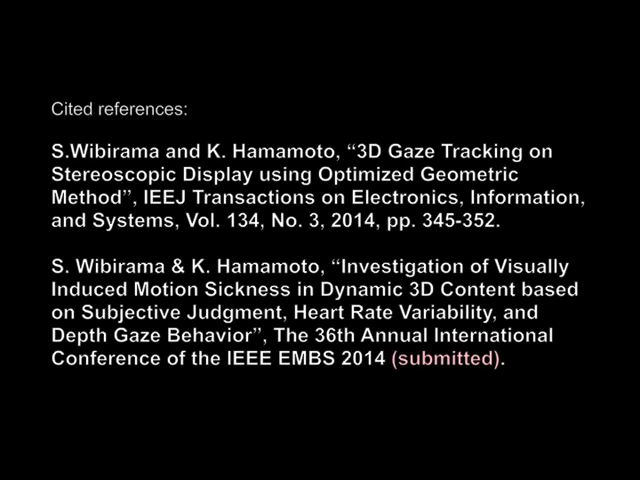 Cited references:
S.Wibirama and K. Hamamoto, “3D Gaze Tracking on
Stereoscopic Display using Optimized Geometric
Method”, IEEJ Transactions on Electronics, Information,
and Systems, Vol. 134, No. 3, 2014, pp. 345-352.
S. Wibirama & K. Hamamoto, “Investigation of Visually
Induced Motion Sickness in Dynamic 3D Content based
on Subjective Judgment, Heart Rate Variability, and
Depth Gaze Behavior”, The 36th Annual International
Conference of the IEEE EMBS 2014 (submitted).